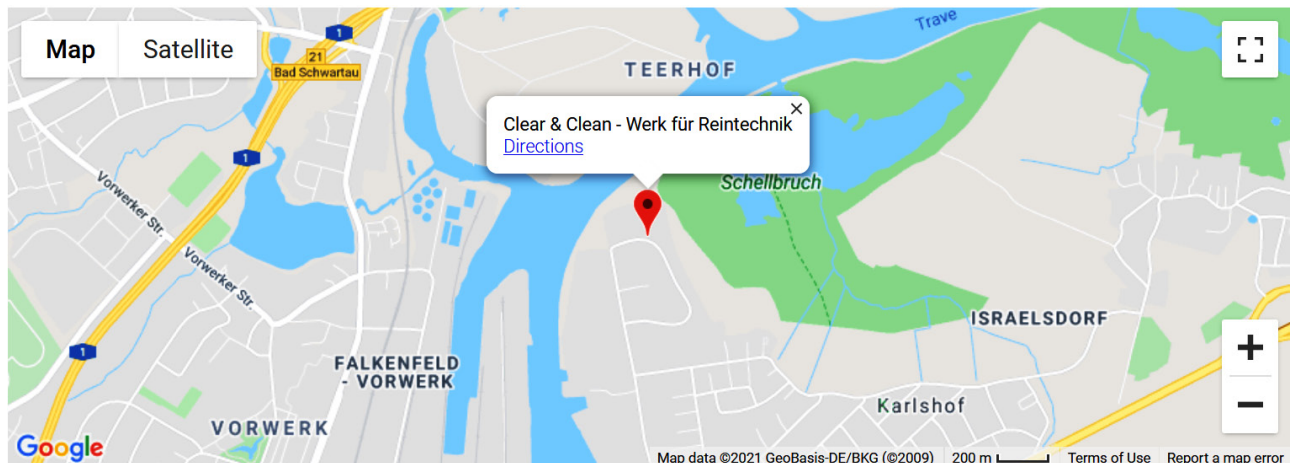 Map
Satellite
1
21
Bad Schwartau
Trave
TEERHOF
Clear & Clean - Werk für Reintechnik
Directions
Schellbruch
1
Vorwerker Str.
Vorwerker Str.
1
ISRAELSDORF
FALKENFELD
- VORWERK
Karlshof
VORWERK
Google
Map data ©2021 GeoBasis-DE/BKG (©2009)
200 m
Terms of Use
Report a map error